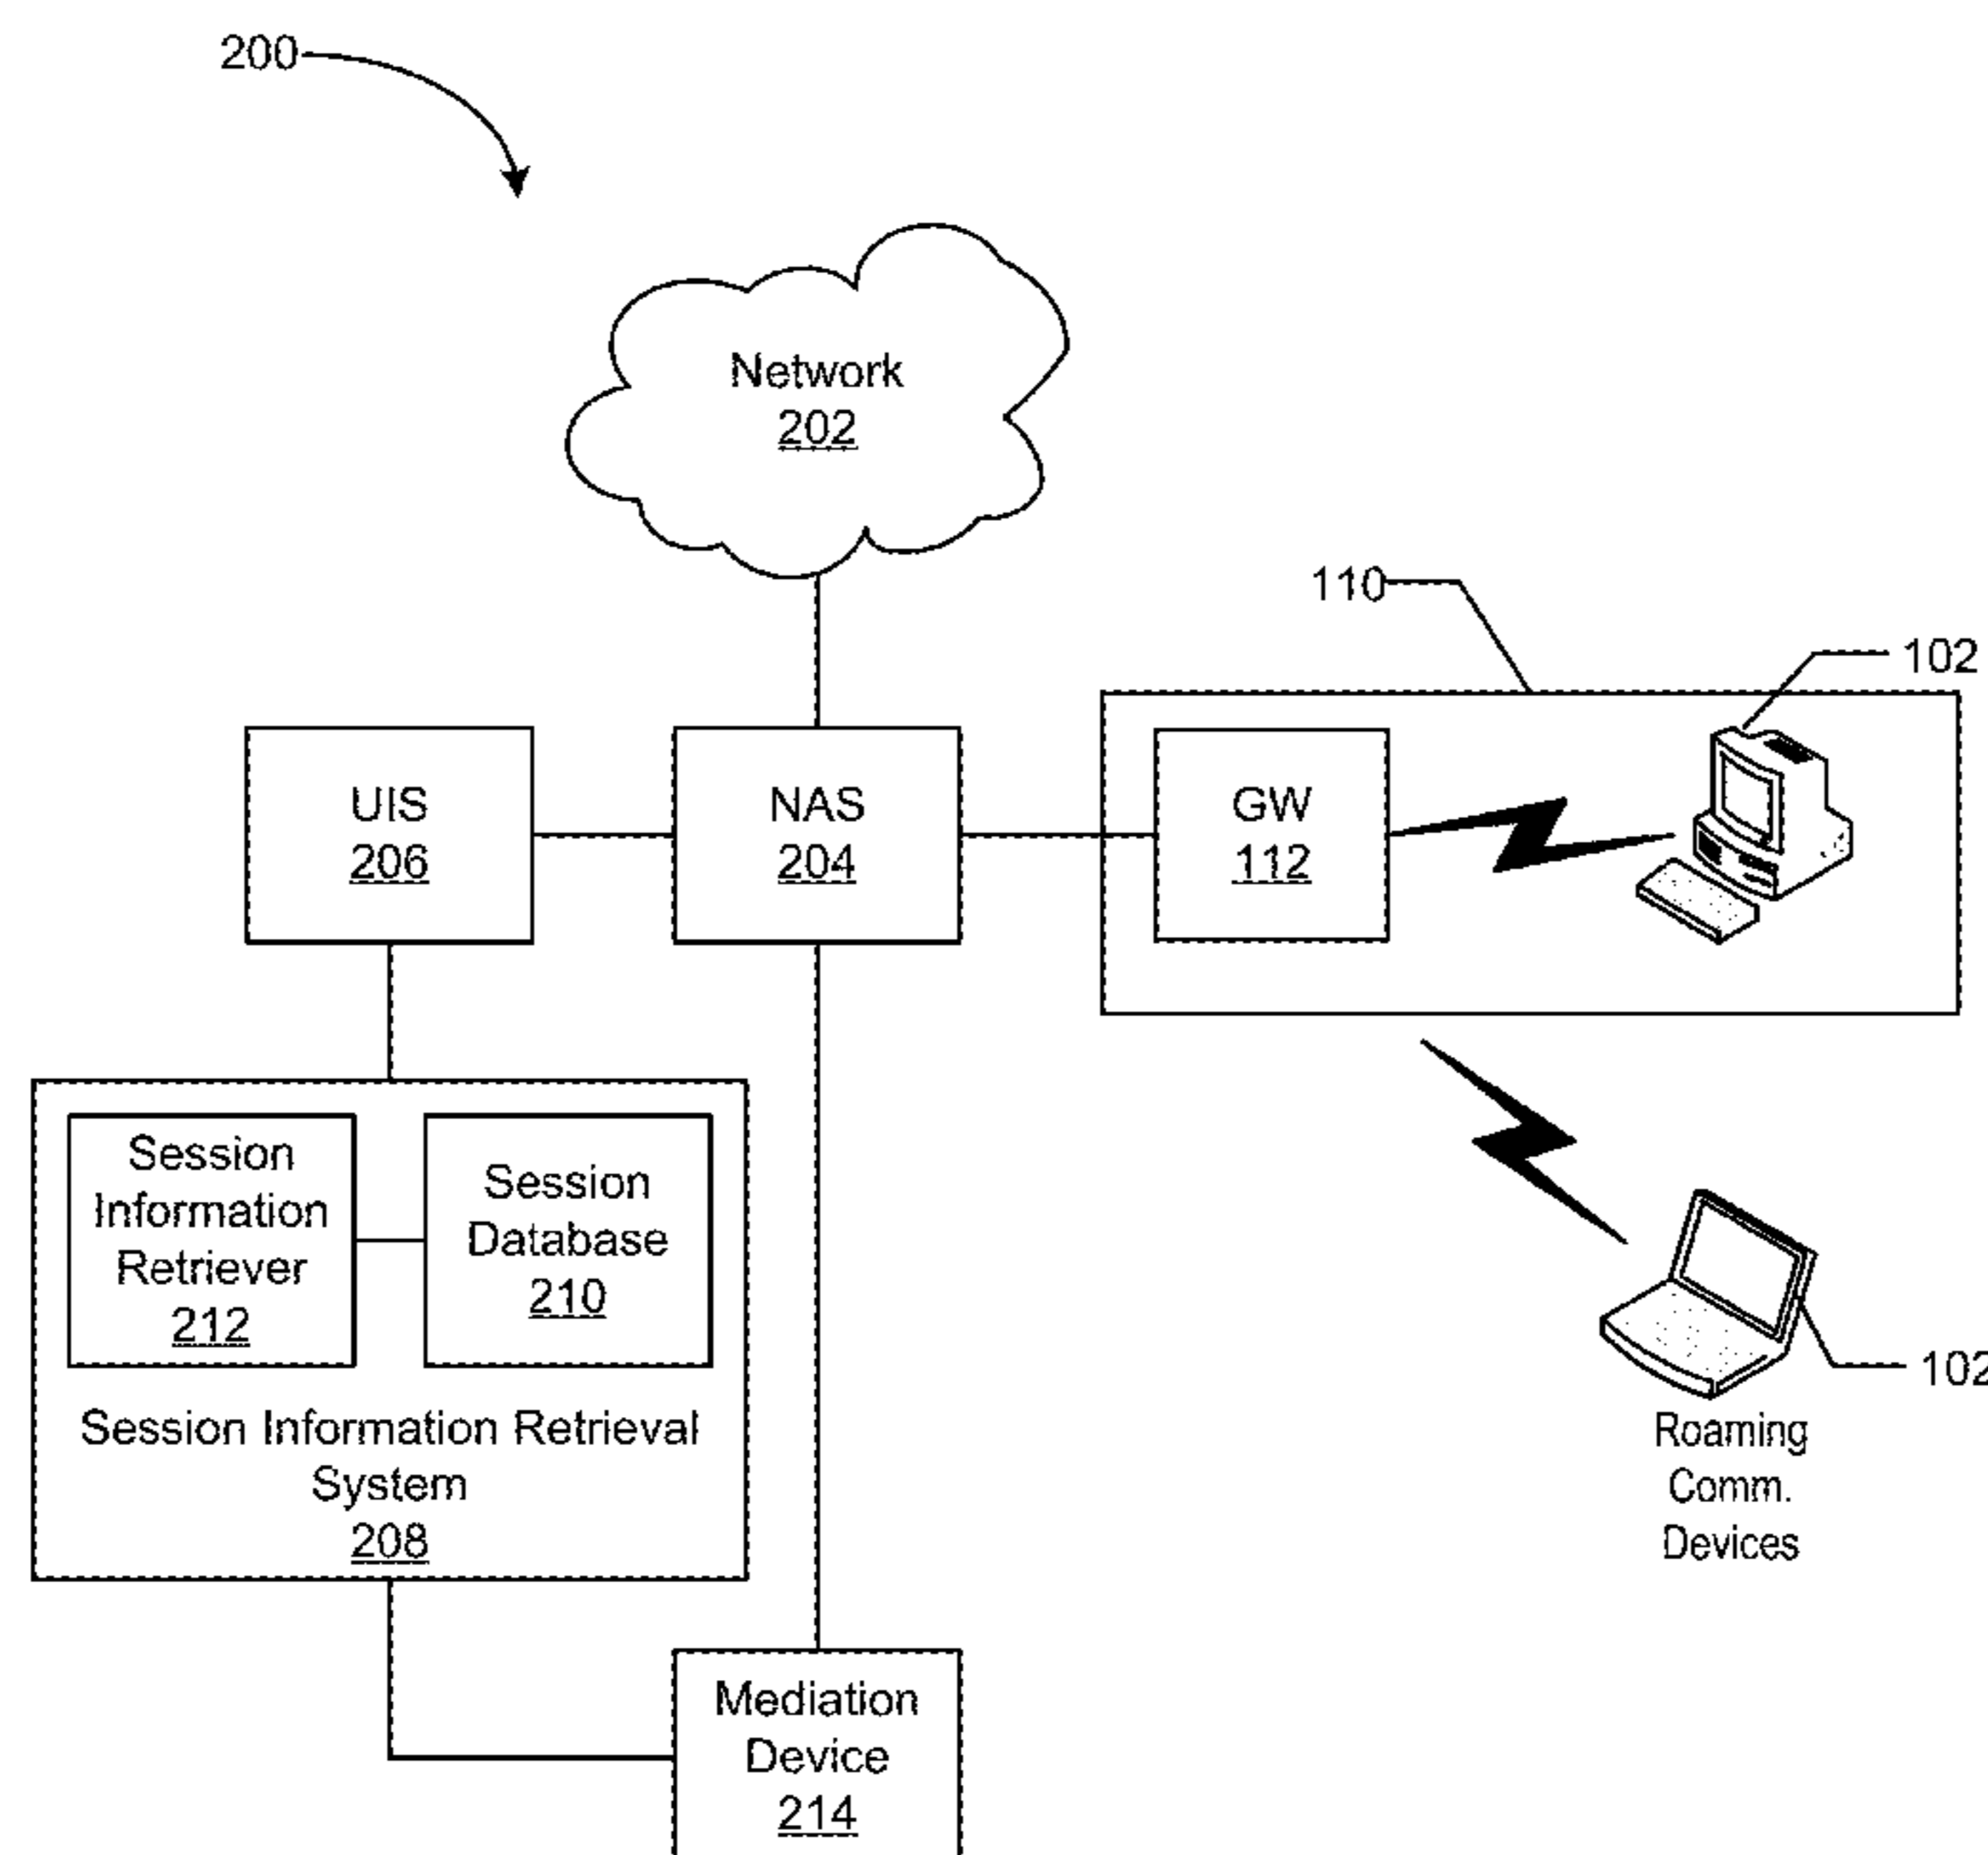 200
Network
202
110
102
UIS
206
NAS
204
GW
112
Session
Information
Retriever
212
Session
Database
210
Session Information Retrieval
System
208
102
Roaming
Comm.
Devices
Mediation
Device
214